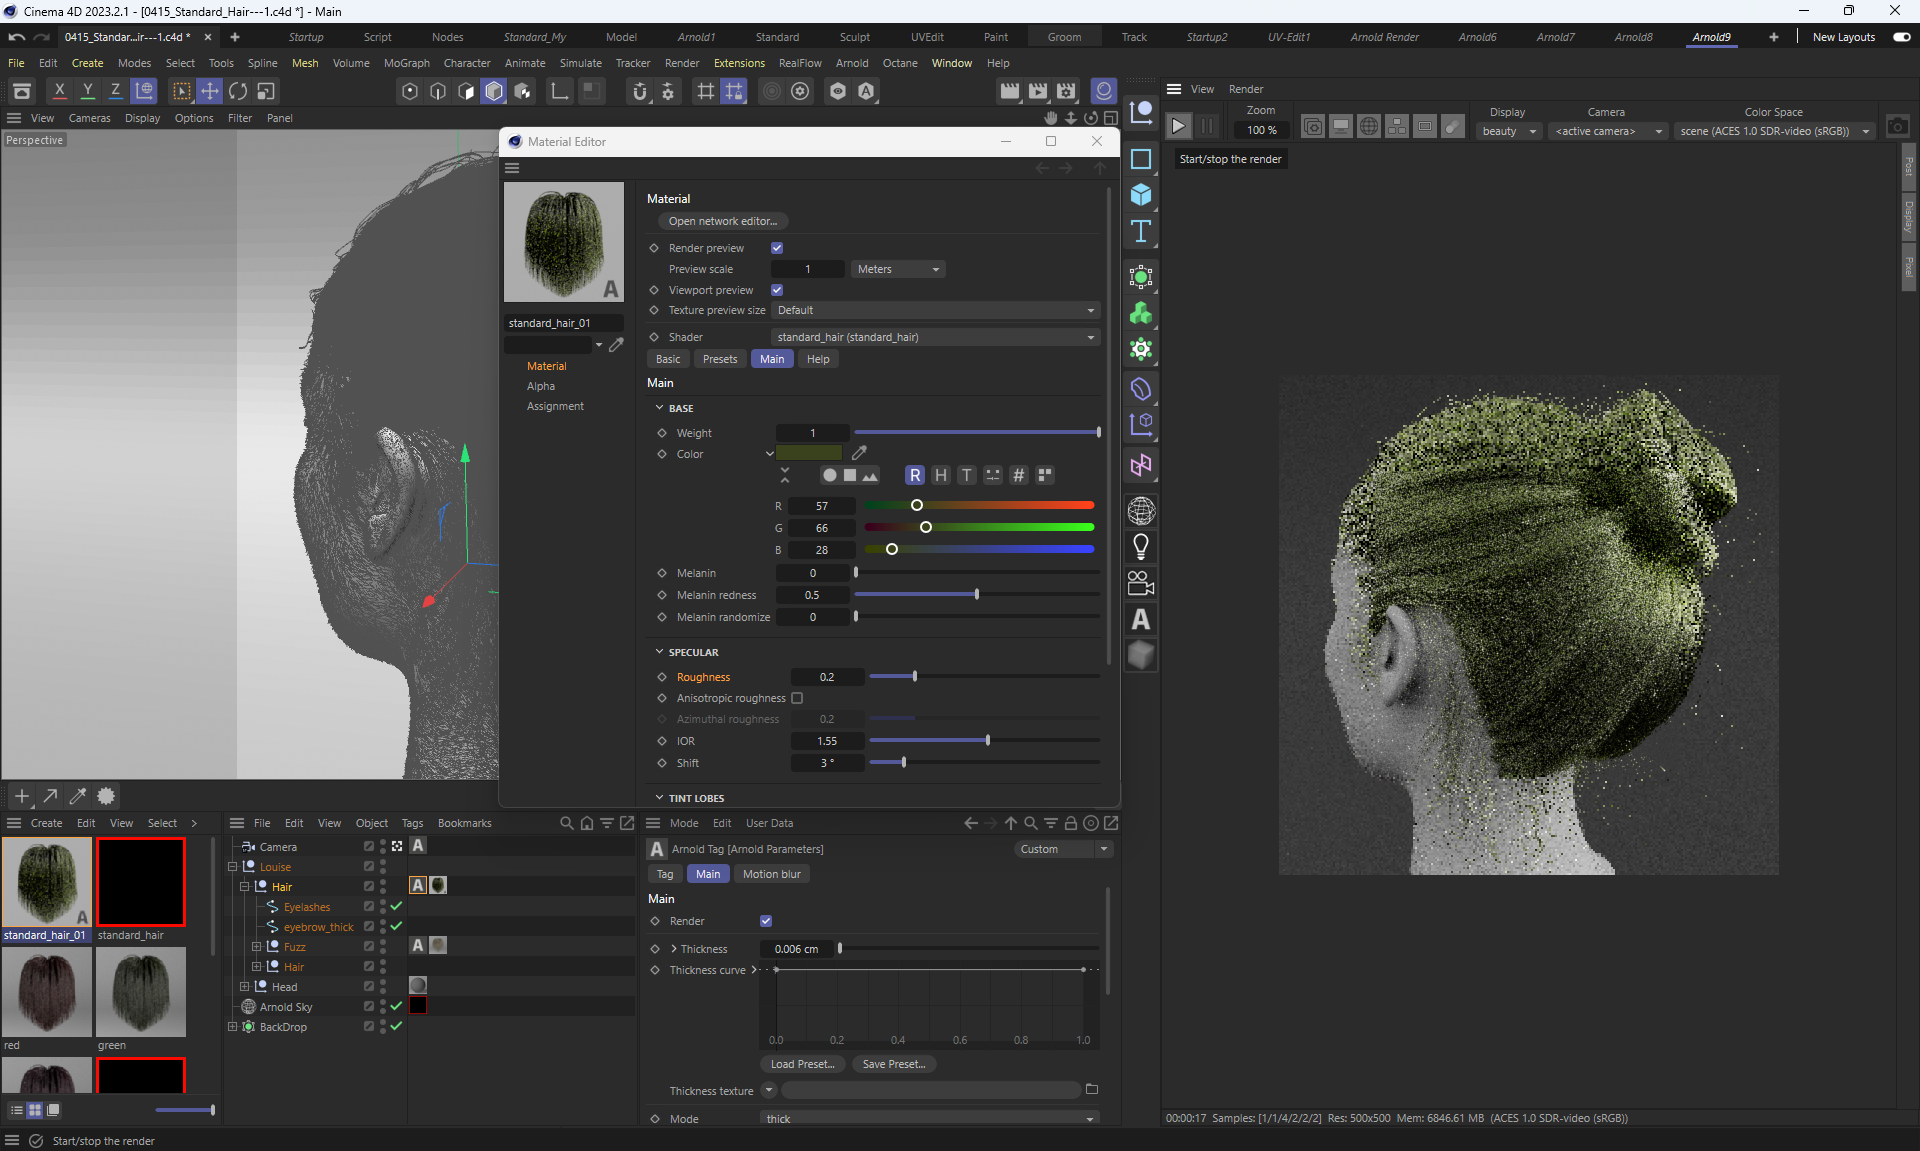 Cinema 4D 2023.2.1 - [0415_Standard_Hair---1.c4d *] - Main
0415_Standar...ir---1.c4d * × + Startup Script Nodes Standard_My Model Arnold1 Standard Sculpt UVEdit Paint Groom Track Startup2 UV-Edit1 Arnold Render Arnold6 Arnold7 Arnold8 Arnold9 + New Layouts
File Edit Create Modes Select Tools Spline Mesh Volume MoGraph Character Animate Simulate Tracker Render Extensions RealFlow Arnold Octane Window Help
X Y Z
View Cameras Display Options Filter Panel
Perspective
Material Editor
standard_hair_01
Material
Alpha
Assignment
Material
Open network editor...
Render preview
Preview scale 1 Meters
Viewport preview
Texture preview size Default
Shader standard_hair (standard_hair)
Basic Presets Main Help
Main
BASE
Weight 1
Color
R H T #
R 57
G 66
B 28
Melanin 0
Melanin redness 0.5
Melanin randomize 0
SPECULAR
Roughness 0.2
Anisotropic roughness
Azimuthal roughness 0.2
IOR 1.55
Shift 3 °
TINT LOBES
View Render
Zoom
100 %
Display
beauty
Camera
<active camera>
Color Space
scene (ACES 1.0 SDR-video (sRGB))
Start/stop the render
Post
Display
Pixel
00:00:17 Samples: [1/1/4/2/2/2] Res: 500x500 Mem: 6846.61 MB (ACES 1.0 SDR-video (sRGB))
Create Edit View Select >
standard_hair_01 standard_hair
red green
File Edit View Object Tags Bookmarks
Camera
Louise
Hair
Eyelashes
eyebrow_thick
Fuzz
Hair
Head
Arnold Sky
BackDrop
Mode Edit User Data
Arnold Tag [Arnold Parameters] Custom
Tag Main Motion blur
Main
Render
Thickness 0.006 cm
Thickness curve
0.0 0.2 0.4 0.6 0.8 1.0
Load Preset... Save Preset...
Thickness texture
Mode thick
Start/stop the render